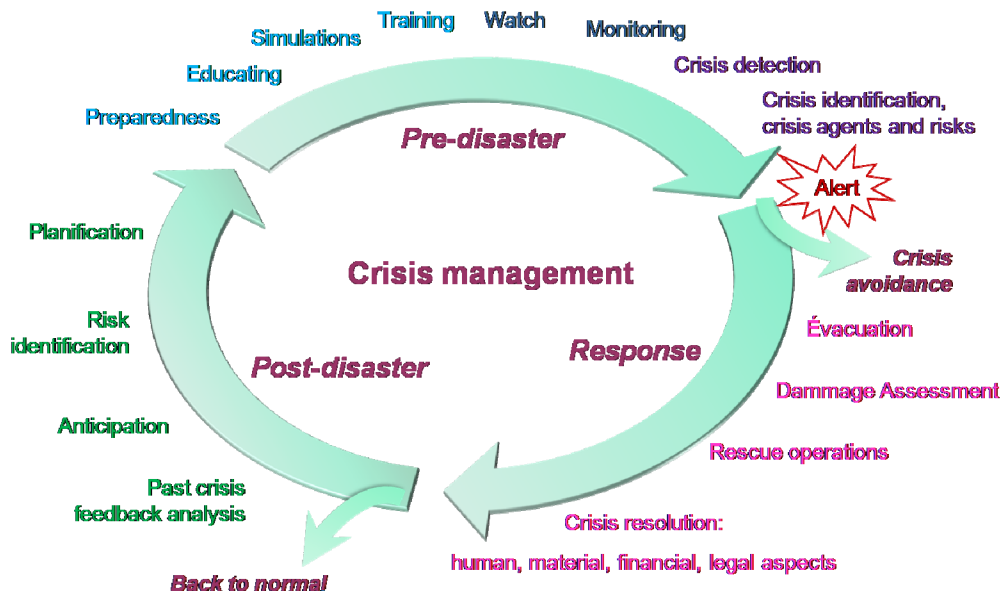 Training
Watch
Monitoring
Simulations
Educating
Preparedness
Crisis detection
Crisis identification,
crisis agents and risks
Pre-disaster
Alert
Crisis
avoidance
Crisis management
Évacuation
Response
Dammage Assessment
Rescue operations
Crisis resolution:
human, material, financial, legal aspects
Planification
Risk
identification
Post-disaster
Anticipation
Past crisis
feedback analysis
Back to normal